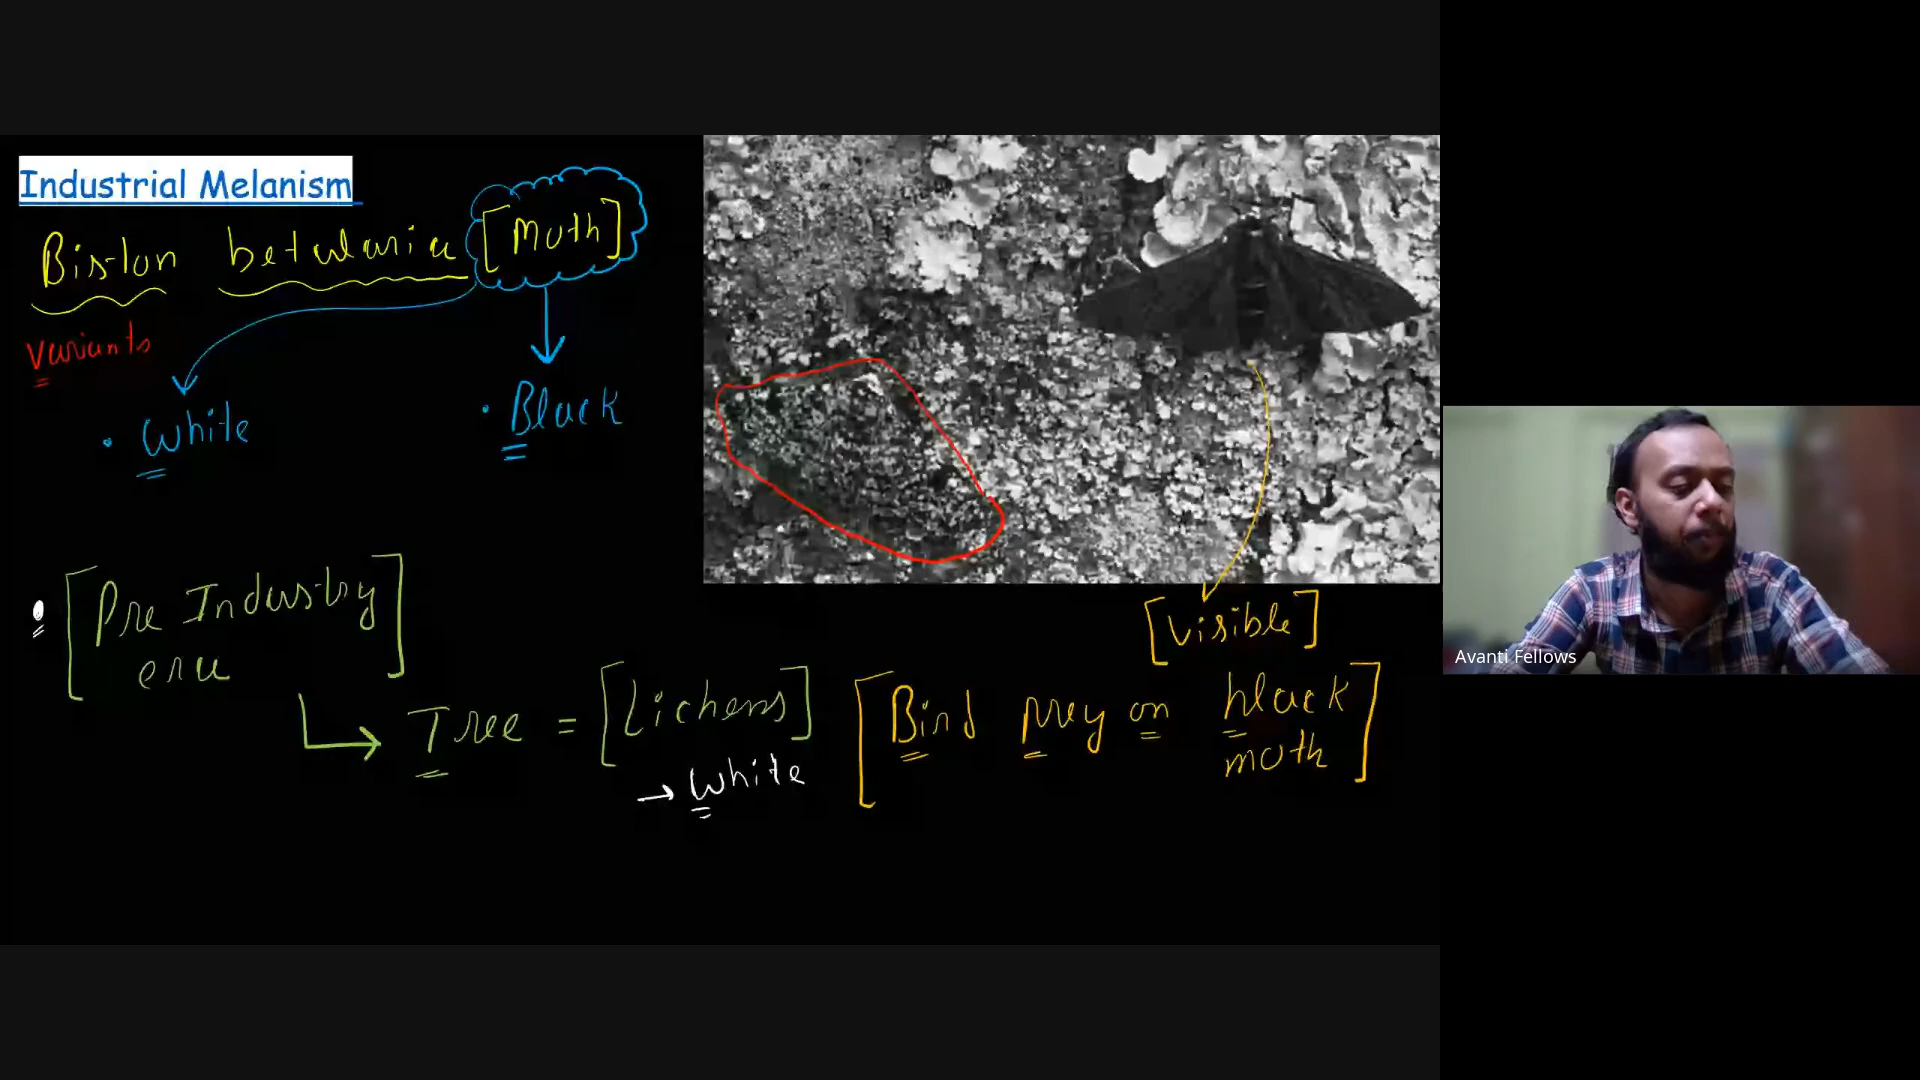 Industrial Melanism
Biston betularia [Moth]
variants
• White
• Black
[Pre Industry
era]
Tree = [Lichens]
→ White
[Visible]
[Bird prey on black
moth]
Avanti Fellows